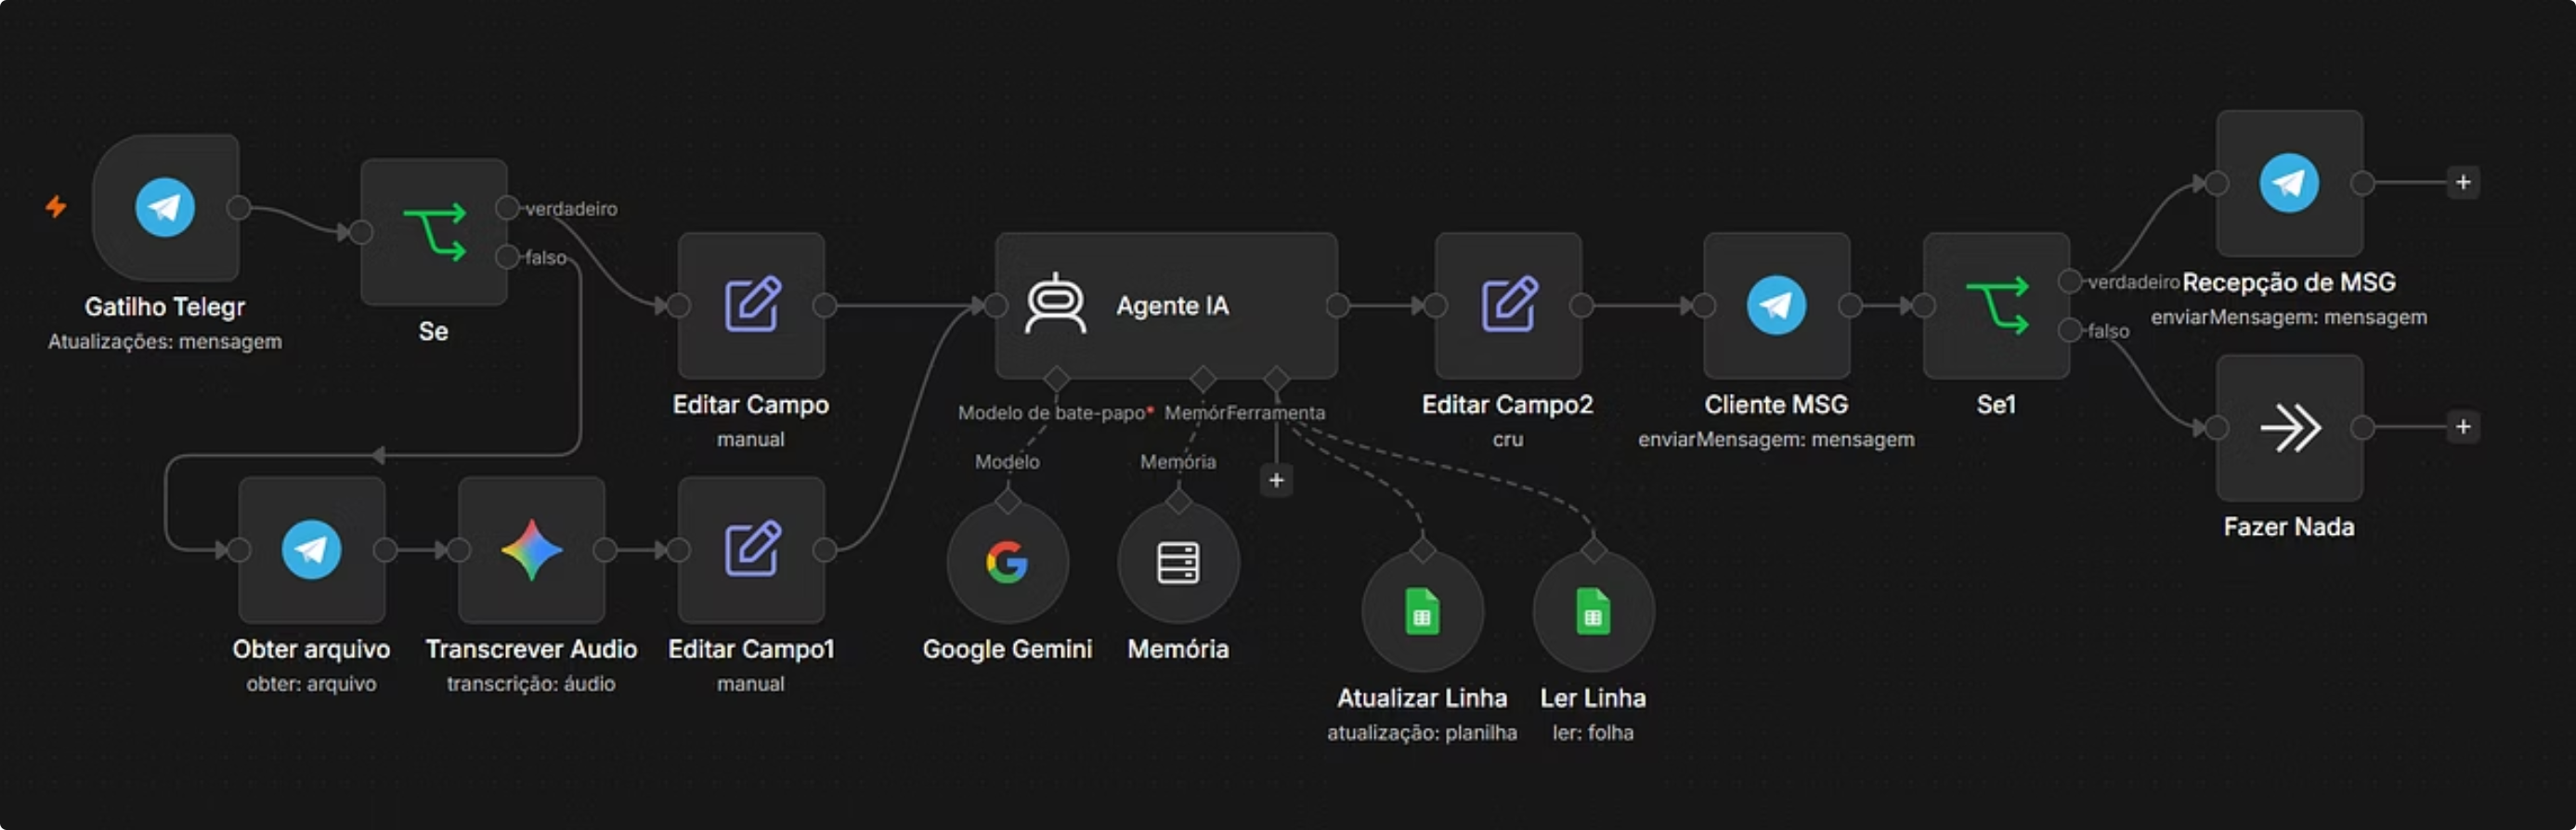 Gatilho Telegr
Atualizações: mensagem
Se
verdadeiro
falso
Editar Campo
manual
Obter arquivo
obter: arquivo
Transcrever Audio
transcrição: áudio
Editar Campo1
manual
Agente IA
Modelo de bate-papo*
Memór
Ferramenta
Modelo
Memória
+
Google Gemini
Memória
Atualizar Linha
atualização: planilha
Ler Linha
ler: folha
Editar Campo2
cru
Cliente MSG
enviarMensagem: mensagem
Se1
verdadeiro
falso
Recepção de MSG
enviarMensagem: mensagem
+
Fazer Nada
+